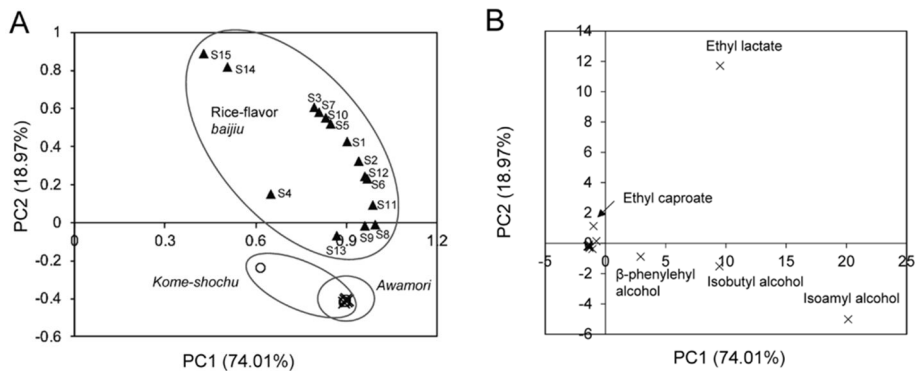 A
PC2 (18.97%)
1
0.8
0.6
0.4
0.2
0
-0.2
-0.4
-0.6
0
0.3
0.6
0.9
1.2
PC1 (74.01%)
S15
S14
S3
S7
S10
S5
S1
S2
S12
S6
S4
S11
S9
S8
S13
Rice-flavor
baijiu
Kome-shochu
Awamori
B
PC2 (18.97%)
14
12
10
8
6
4
2
0
-2
-4
-6
-5
0
5
10
15
20
25
PC1 (74.01%)
Ethyl lactate
Ethyl caproate
β-phenylehyl
alcohol
Isobutyl alcohol
Isoamyl alcohol